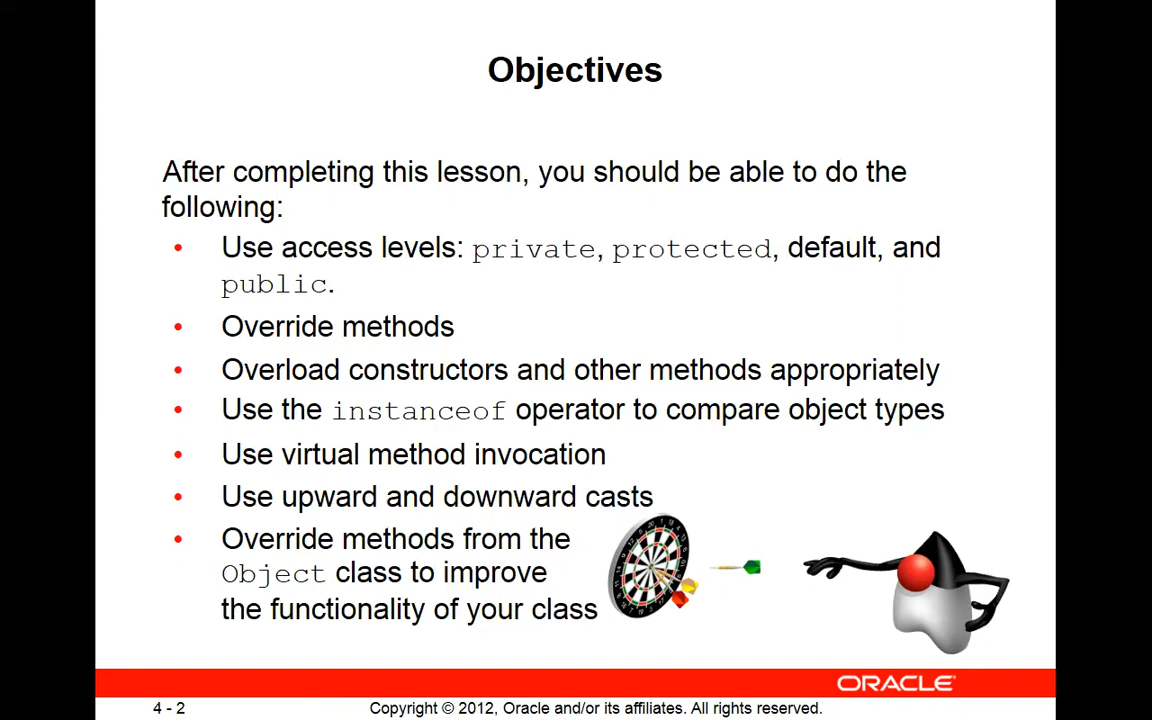 Objectives
After completing this lesson, you should be able to do the
following:
• Use access levels: private, protected, default, and
public.
• Override methods
• Overload constructors and other methods appropriately
• Use the instanceof operator to compare object types
• Use virtual method invocation
• Use upward and downward casts
• Override methods from the
Object class to improve
the functionality of your class
ORACLE®
4 - 2
Copyright © 2012, Oracle and/or its affiliates. All rights reserved.